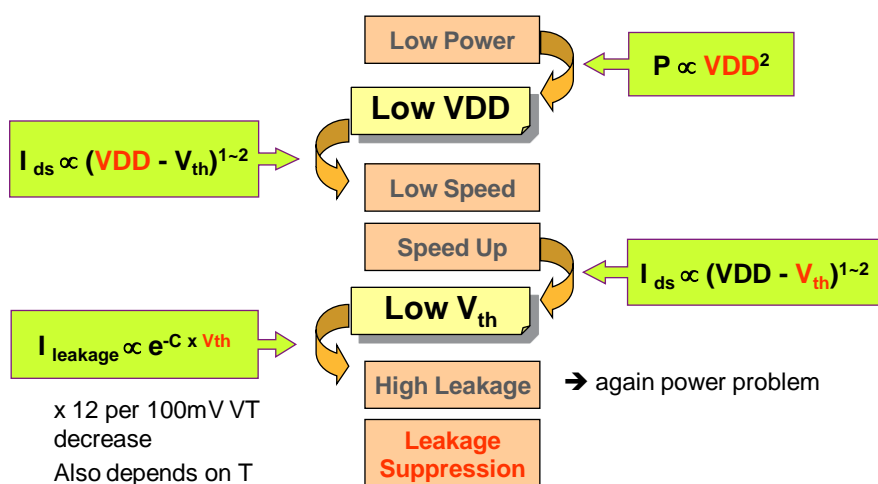 Low Power
P ∝ VDD²
Low VDD
I ds ∝ (VDD - Vth)1~2
Low Speed
Speed Up
I ds ∝ (VDD - Vth)1~2
Low Vth
I leakage ∝ e-C x Vth
High Leakage
➔ again power problem
x 12 per 100mV VT
decrease
Also depends on T
Leakage
Suppression